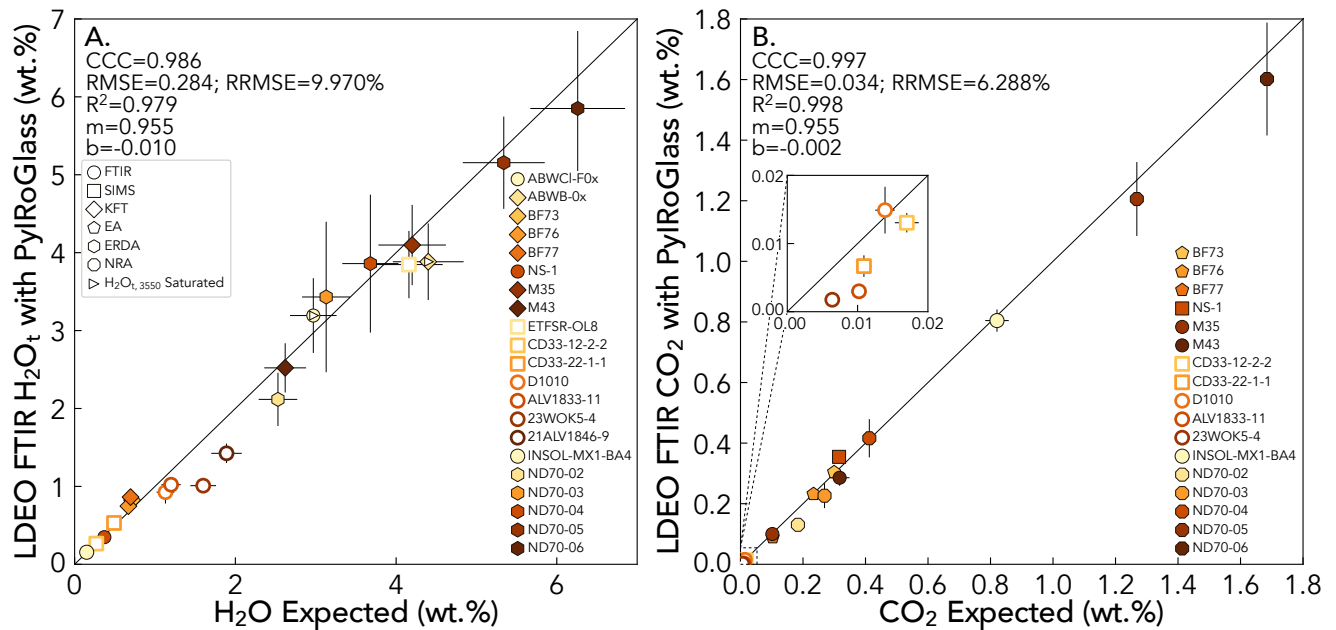 A.
CCC=0.986
RMSE=0.284; RRMSE=9.970%
R²=0.979
m=0.955
b=-0.010
FTIR
SIMS
KFT
EA
ERDA
NRA
H₂Oₜ, ₃₅₅₀ Saturated
ABWCl-F0x
ABWB-0x
BF73
BF76
BF77
NS-1
M35
M43
ETFSR-OL8
CD33-12-2-2
CD33-22-1-1
D1010
ALV1833-11
23WOK5-4
21ALV1846-9
INSOL-MX1-BA4
ND70-02
ND70-03
ND70-04
ND70-05
ND70-06
7
6
5
4
3
2
1
0
0
2
4
6
LDEO FTIR H₂Oₜ with PyIRoGlass (wt.%)
H₂O Expected (wt.%)
B.
CCC=0.997
RMSE=0.034; RRMSE=6.288%
R²=0.998
m=0.955
b=-0.002
0.02
0.01
0.00
0.00
0.01
0.02
BF73
BF76
BF77
NS-1
M35
M43
CD33-12-2-2
CD33-22-1-1
D1010
ALV1833-11
23WOK5-4
INSOL-MX1-BA4
ND70-02
ND70-03
ND70-04
ND70-05
ND70-06
1.8
1.6
1.4
1.2
1.0
0.8
0.6
0.4
0.2
0.0
0.0
0.2
0.4
0.6
0.8
1.0
1.2
1.4
1.6
1.8
LDEO FTIR CO₂ with PyIRoGlass (wt.%)
CO₂ Expected (wt.%)